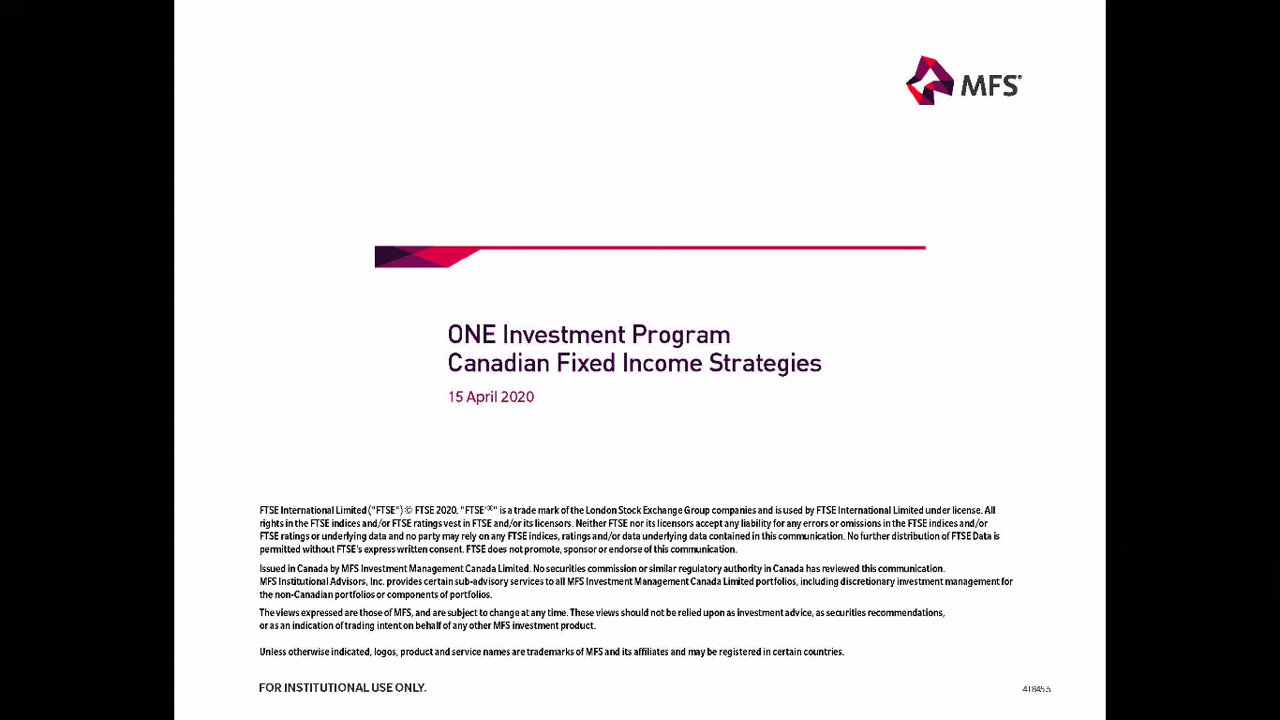 MFS®
ONE Investment Program
Canadian Fixed Income Strategies
15 April 2020
FTSE International Limited ("FTSE") © FTSE 2020. "FTSE®" is a trade mark of the London Stock Exchange Group companies and is used by FTSE International Limited under license. All
rights in the FTSE indices and/or FTSE ratings vest in FTSE and/or its licensors. Neither FTSE nor its licensors accept any liability for any errors or omissions in the FTSE indices and/or
FTSE ratings or underlying data and no party may rely on any FTSE indices, ratings and/or data underlying data contained in this communication. No further distribution of FTSE Data is
permitted without FTSE's express written consent. FTSE does not promote, sponsor or endorse of this communication.
Issued in Canada by MFS Investment Management Canada Limited. No securities commission or similar regulatory authority in Canada has reviewed this communication.
MFS Institutional Advisors, Inc. provides certain sub-advisory services to all MFS Investment Management Canada Limited portfolios, including discretionary investment management for
the non-Canadian portfolios or components of portfolios.
The views expressed are those of MFS, and are subject to change at any time. These views should not be relied upon as investment advice, as securities recommendations,
or as an indication of trading intent on behalf of any other MFS investment product.
Unless otherwise indicated, logos, product and service names are trademarks of MFS and its affiliates and may be registered in certain countries.
FOR INSTITUTIONAL USE ONLY.
41845.5